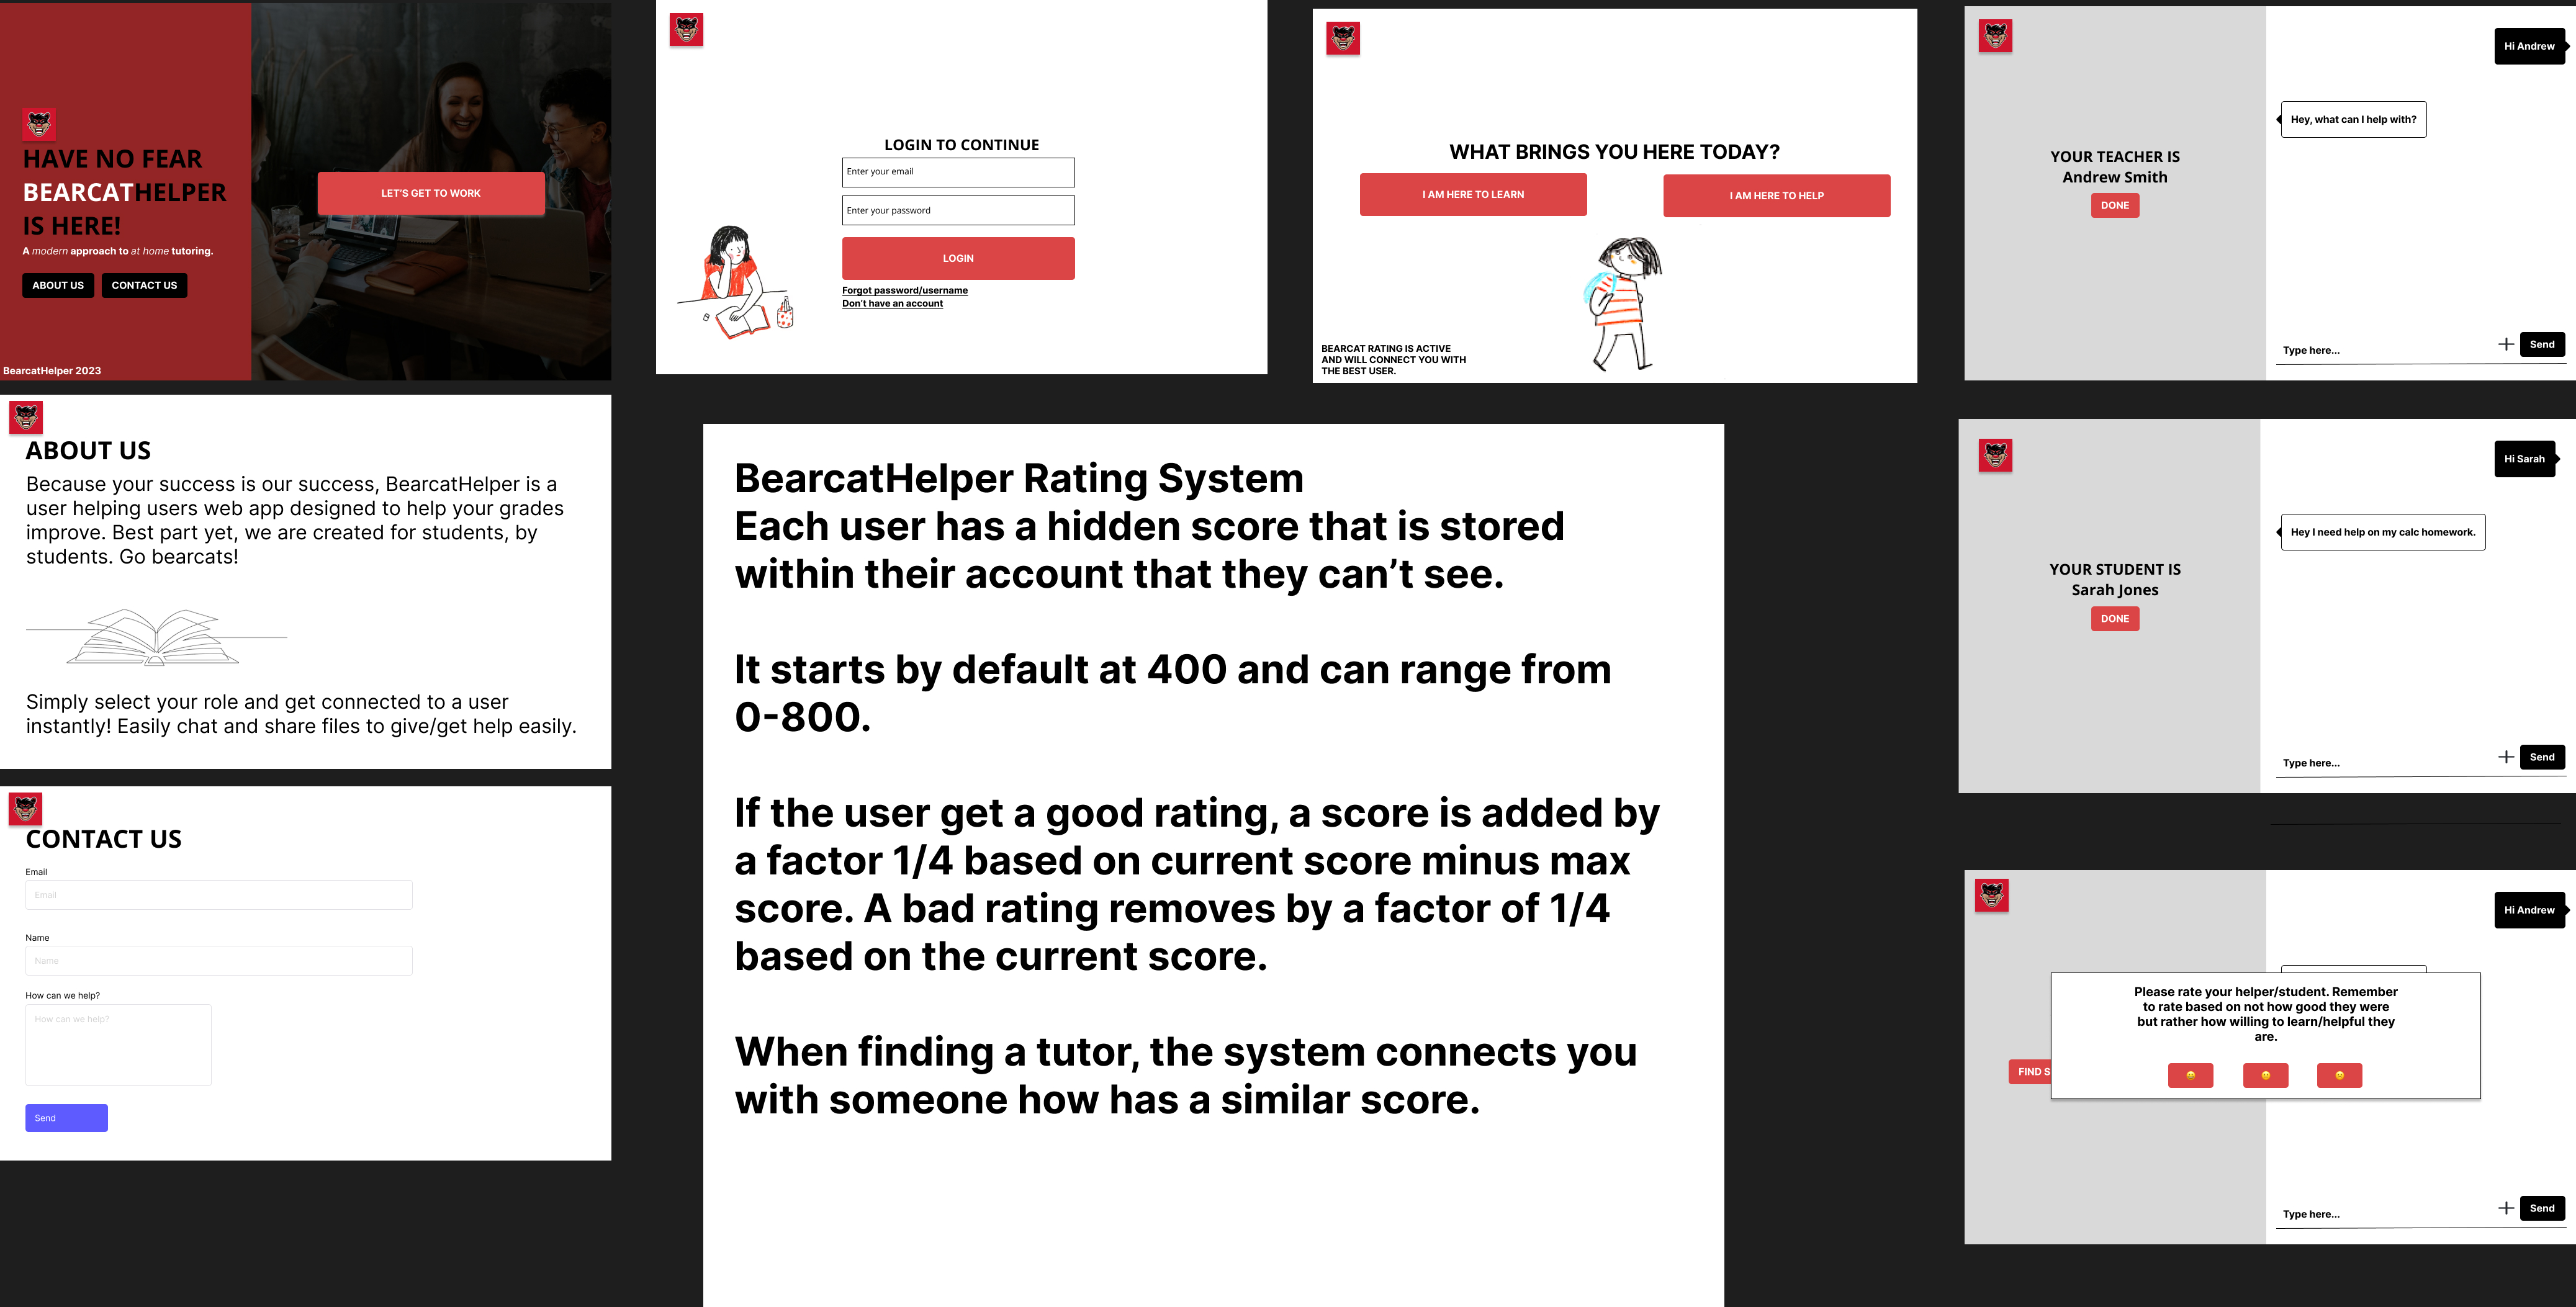 HAVE NO FEAR
BEARCATHELPER
IS HERE!
A modern approach to at home tutoring.
ABOUT US
CONTACT US
BearcatHelper 2023
LET'S GET TO WORK
LOGIN TO CONTINUE
Enter your email
Enter your password
LOGIN
Forgot password/username
Don't have an account
WHAT BRINGS YOU HERE TODAY?
I AM HERE TO LEARN
I AM HERE TO HELP
BEARCAT RATING IS ACTIVE
AND WILL CONNECT YOU WITH
THE BEST USER.
YOUR TEACHER IS
Andrew Smith
DONE
Hi Andrew
Hey, what can I help with?
Type here...
Send
ABOUT US
Because your success is our success, BearcatHelper is a
user helping users web app designed to help your grades
improve. Best part yet, we are created for students, by
students. Go bearcats!
Simply select your role and get connected to a user
instantly! Easily chat and share files to give/get help easily.
CONTACT US
Email
Email
Name
Name
How can we help?
How can we help?
Send
BearcatHelper Rating System
Each user has a hidden score that is stored
within their account that they can’t see.
It starts by default at 400 and can range from
0-800.
If the user get a good rating, a score is added by
a factor 1/4 based on current score minus max
score. A bad rating removes by a factor of 1/4
based on the current score.
When finding a tutor, the system connects you
with someone how has a similar score.
YOUR STUDENT IS
Sarah Jones
DONE
Hi Sarah
Hey I need help on my calc homework.
Type here...
Send
Hi Andrew
FIND S
Please rate your helper/student. Remember
to rate based on not how good they were
but rather how willing to learn/helpful they
are.
Type here...
Send